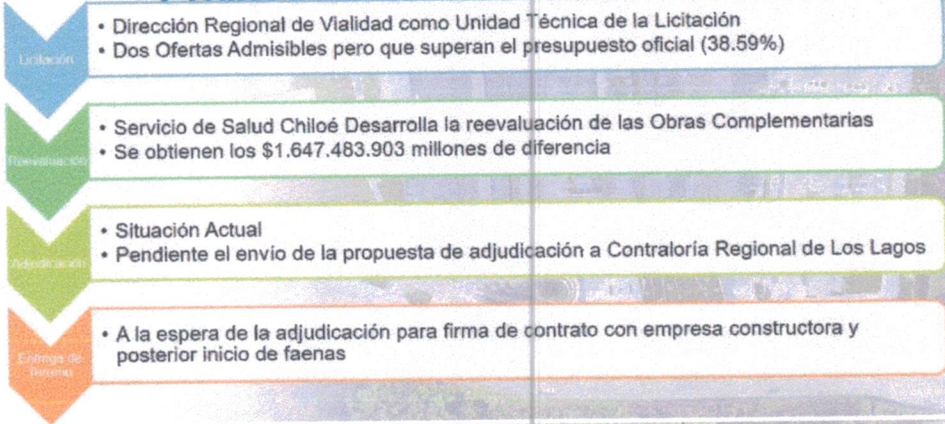 Licitación
• Dirección Regional de Vialidad como Unidad Técnica de la Licitación
• Dos Ofertas Admisibles pero que superan el presupuesto oficial (38.59%)
Reevaluación
• Servicio de Salud Chiloé Desarrolla la reevaluación de las Obras Complementarias
• Se obtienen los $1.647.483.903 millones de diferencia
Adjudicación
• Situación Actual
• Pendiente el envío de la propuesta de adjudicación a Contraloría Regional de Los Lagos
Entrega de
Terreno
• A la espera de la adjudicación para firma de contrato con empresa constructora y
posterior inicio de faenas